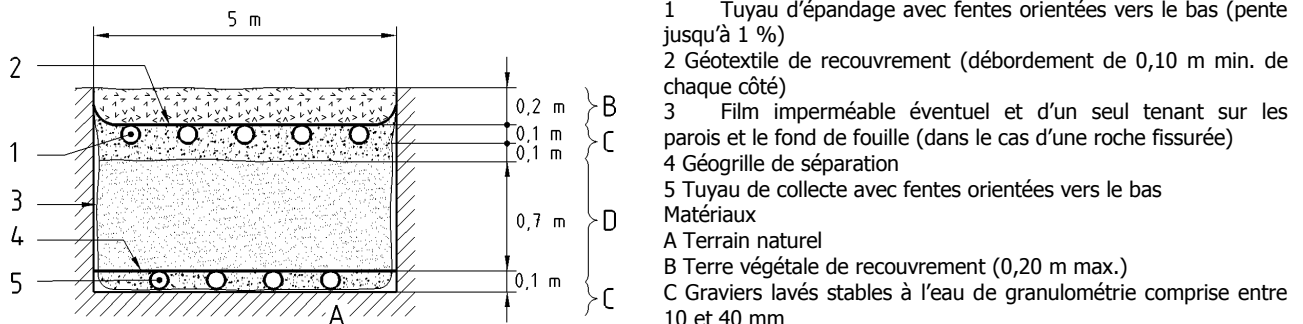 5 m
2
1
3
4
5
0,2 m
0,1 m
0,1 m
0,7 m
0,1 m
B
C
D
C
A
1 Tuyau d’épandage avec fentes orientées vers le bas (pente
jusqu’à 1 %)
2 Géotextile de recouvrement (débordement de 0,10 m min. de
chaque côté)
3 Film imperméable éventuel et d’un seul tenant sur les
parois et le fond de fouille (dans le cas d’une roche fissurée)
4 Géogrille de séparation
5 Tuyau de collecte avec fentes orientées vers le bas
Matériaux
A Terrain naturel
B Terre végétale de recouvrement (0,20 m max.)
C Graviers lavés stables à l’eau de granulométrie comprise entre
10 et 40 mm